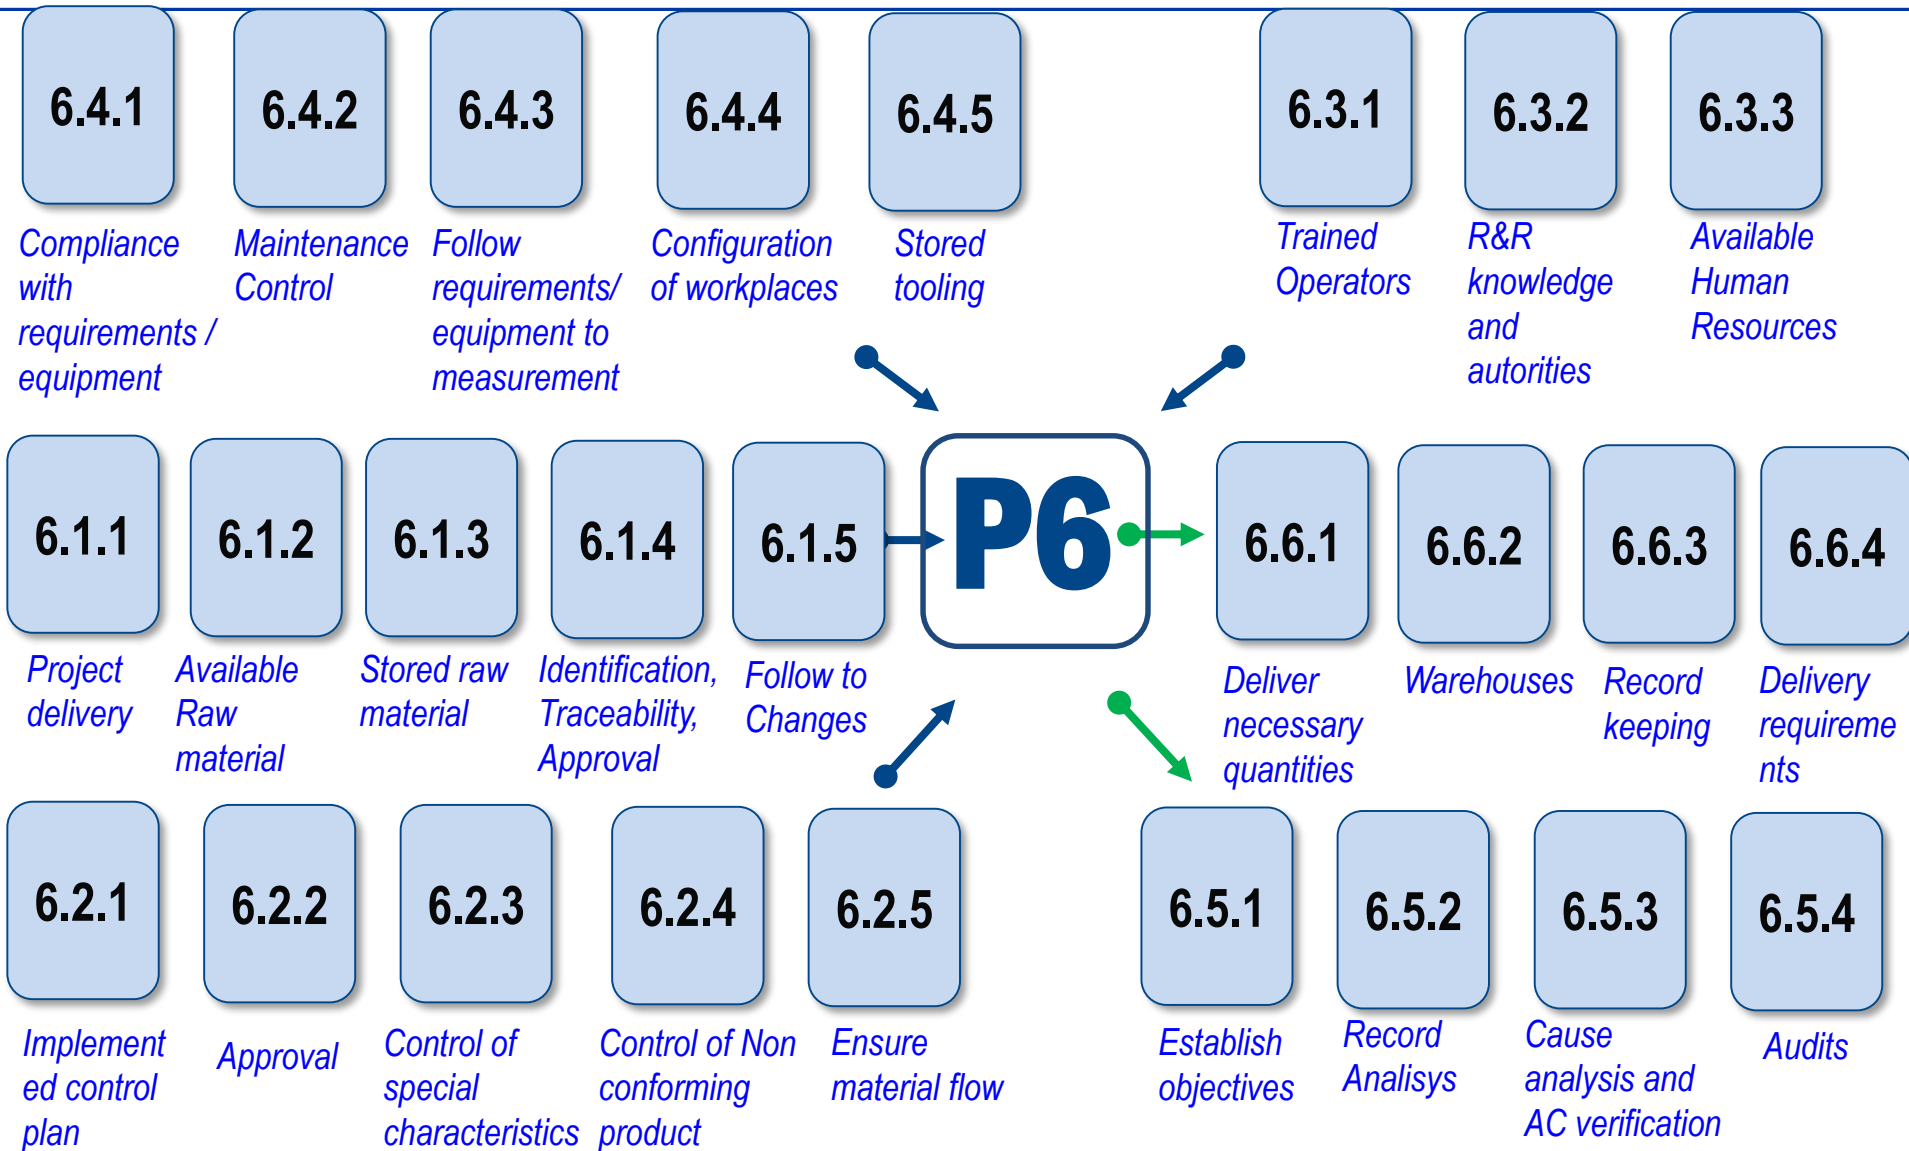 6.4.1
6.4.2
6.4.3
6.4.4
6.4.5
6.3.1
6.3.2
6.3.3
Compliance
with
requirements /
equipment
Maintenance
Control
Follow
requirements/
equipment to
measurement
Configuration
of workplaces
Stored
tooling
Trained
Operators
R&R
knowledge
and
autorities
Available
Human
Resources
6.1.1
6.1.2
6.1.3
6.1.4
6.1.5
P6
6.6.1
6.6.2
6.6.3
6.6.4
Project
delivery
Available
Raw
material
Stored raw
material
Identification,
Traceability,
Approval
Follow to
Changes
Deliver
necessary
quantities
Warehouses
Record
keeping
Delivery
requireme
nts
6.2.1
6.2.2
6.2.3
6.2.4
6.2.5
6.5.1
6.5.2
6.5.3
6.5.4
Implement
ed control
plan
Approval
Control of
special
characteristics
Control of Non
conforming
product
Ensure
material flow
Establish
objectives
Record
Analisys
Cause
analysis and
AC verification
Audits